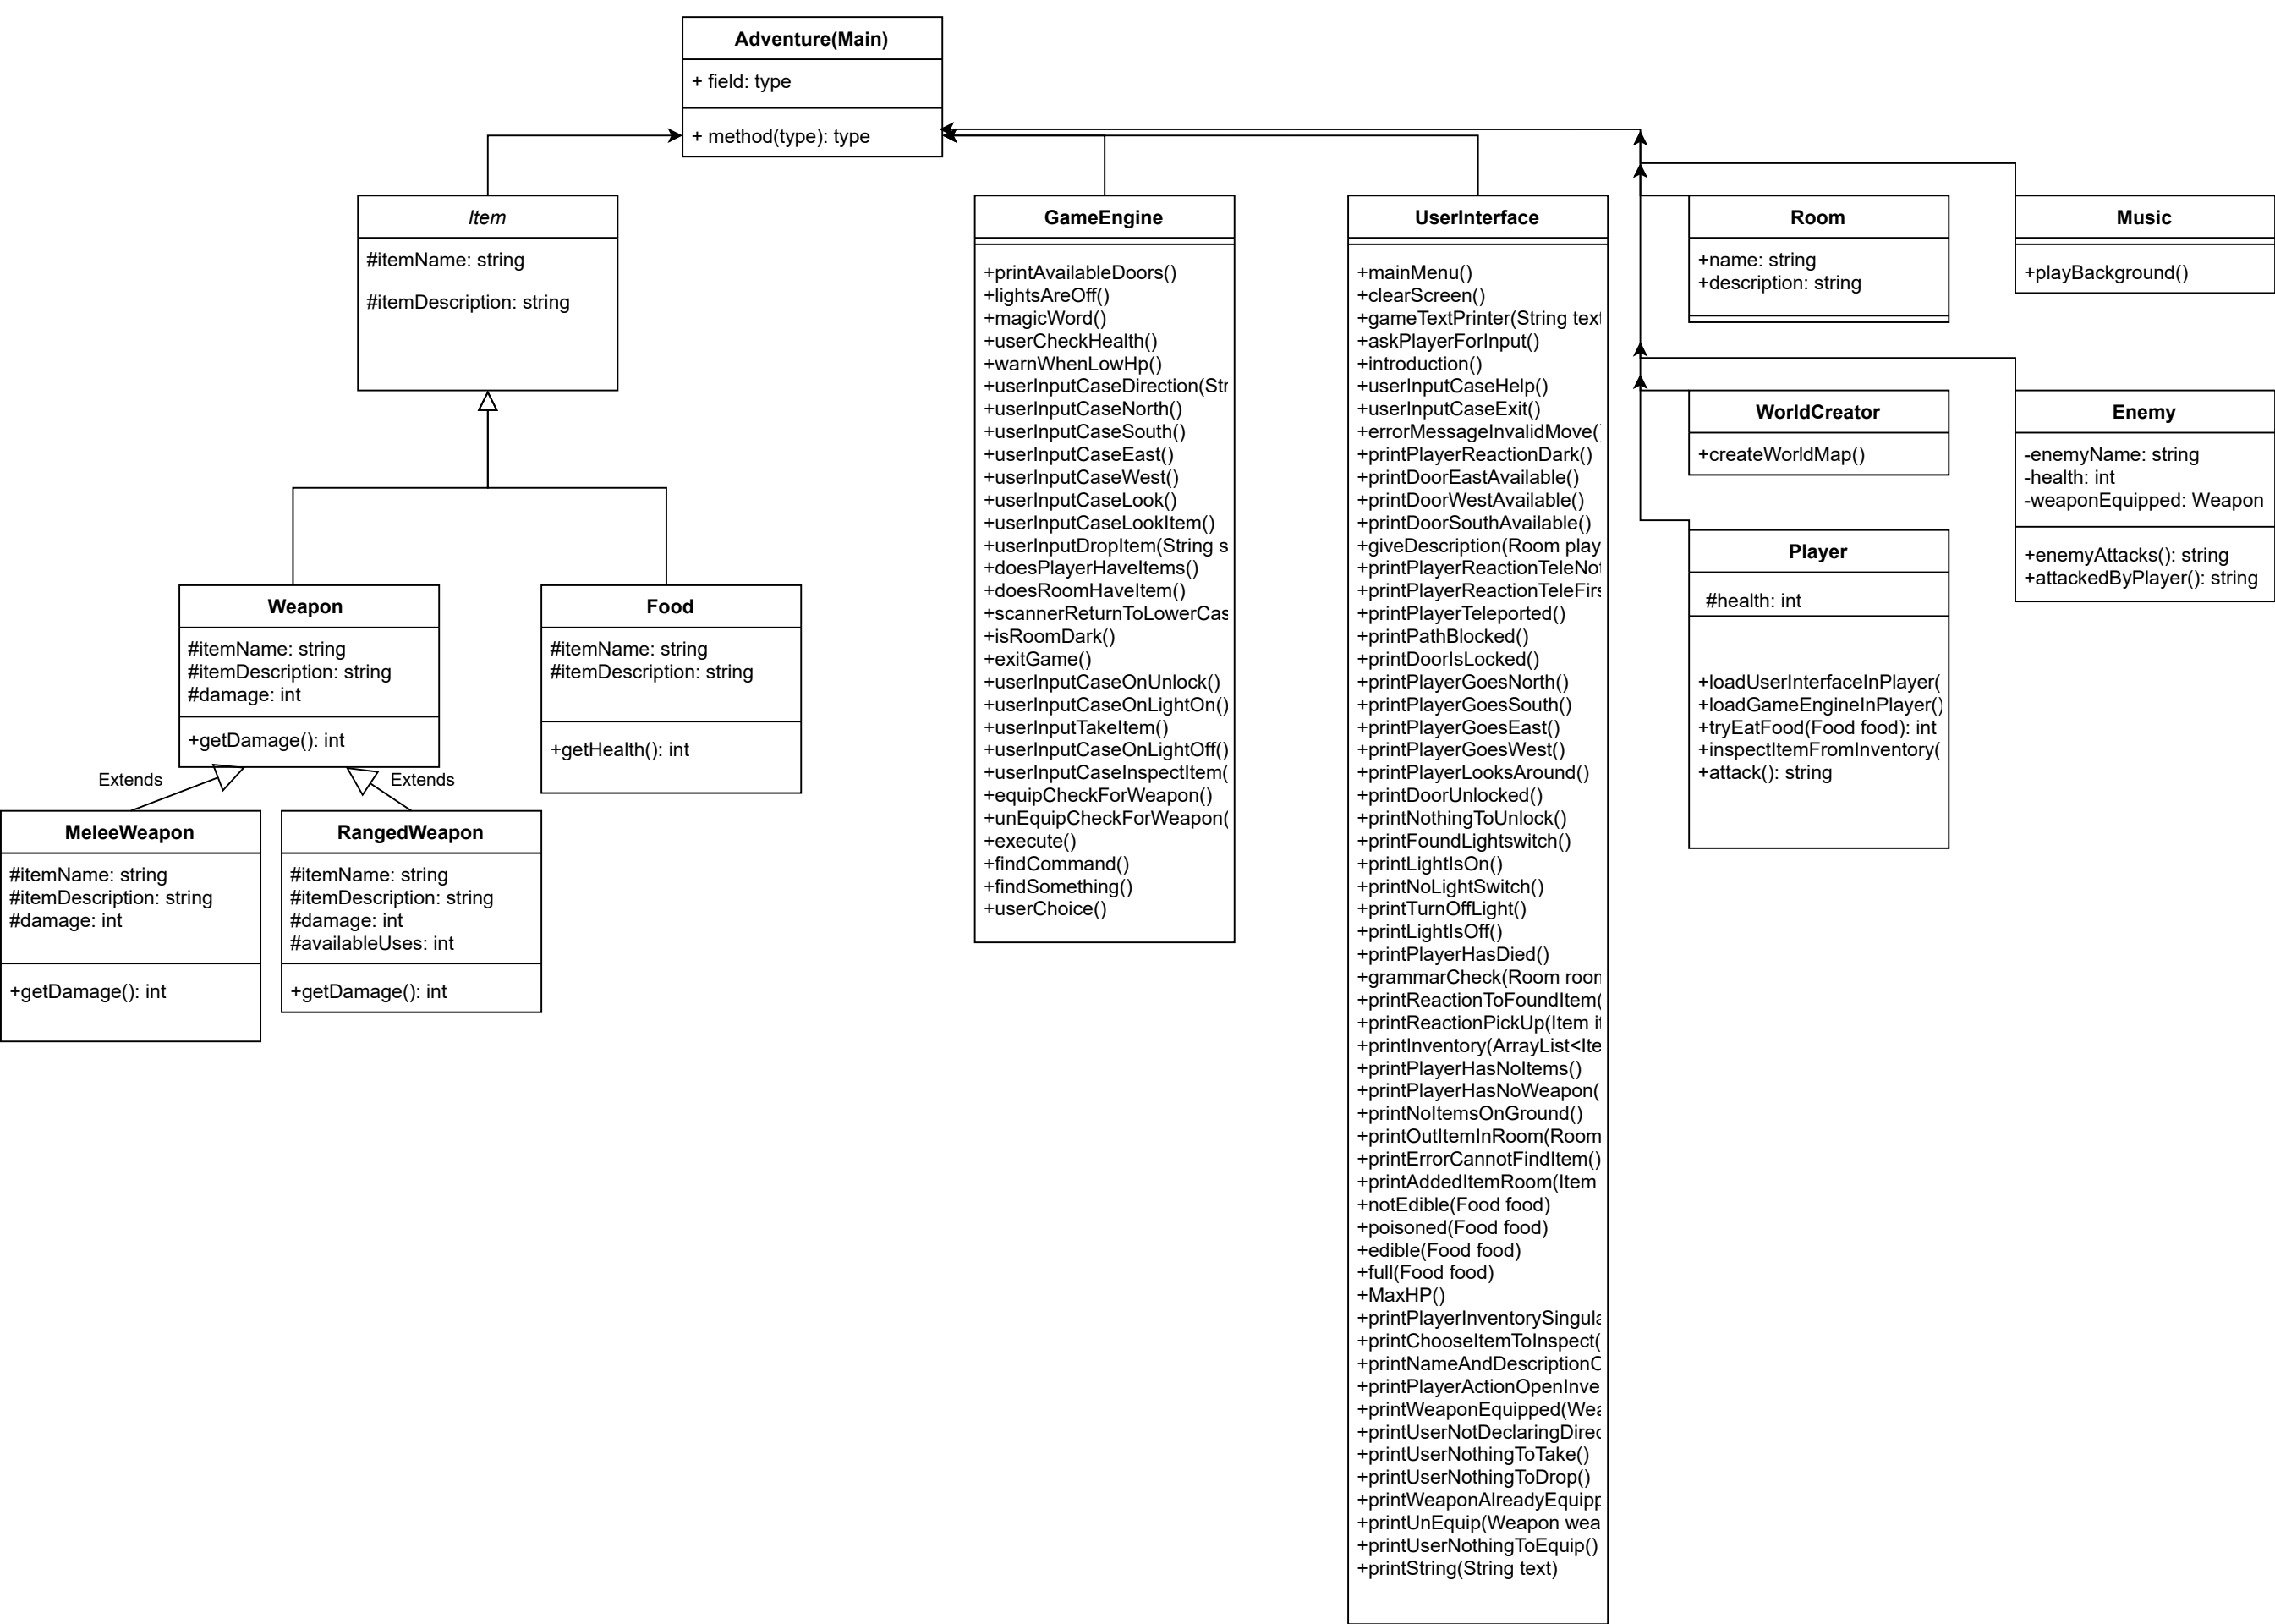 Adventure(Main)
+ field: type
+ method(type): type
Item
#itemName: string
#itemDescription: string
Weapon
#itemName: string
#itemDescription: string
#damage: int
+getDamage(): int
Food
#itemName: string
#itemDescription: string
+getHealth(): int
Extends
Extends
MeleeWeapon
#itemName: string
#itemDescription: string
#damage: int
+getDamage(): int
RangedWeapon
#itemName: string
#itemDescription: string
#damage: int
#availableUses: int
+getDamage(): int
GameEngine
+printAvailableDoors()
+lightsAreOff()
+magicWord()
+userCheckHealth()
+warnWhenLowHp()
+userInputCaseDirection(Str
+userInputCaseNorth()
+userInputCaseSouth()
+userInputCaseEast()
+userInputCaseWest()
+userInputCaseLook()
+userInputCaseLookItem()
+userInputDropItem(String s
+doesPlayerHaveItems()
+doesRoomHaveItem()
+scannerReturnToLowerCas
+isRoomDark()
+exitGame()
+userInputCaseOnUnlock()
+userInputCaseOnLightOn()
+userInputTakeItem()
+userInputCaseOnLightOff()
+userInputCaseInspectItem(
+equipCheckForWeapon()
+unEquipCheckForWeapon(
+execute()
+findCommand()
+findSomething()
+userChoice()
UserInterface
+mainMenu()
+clearScreen()
+gameTextPrinter(String text
+askPlayerForInput()
+introduction()
+userInputCaseHelp()
+userInputCaseExit()
+errorMessageInvalidMove()
+printPlayerReactionDark()
+printDoorEastAvailable()
+printDoorWestAvailable()
+printDoorSouthAvailable()
+giveDescription(Room play
+printPlayerReactionTeleNot
+printPlayerReactionTeleFirs
+printPlayerTeleported()
+printPathBlocked()
+printDoorIsLocked()
+printPlayerGoesNorth()
+printPlayerGoesSouth()
+printPlayerGoesEast()
+printPlayerGoesWest()
+printPlayerLooksAround()
+printDoorUnlocked()
+printNothingToUnlock()
+printFoundLightswitch()
+printLightIsOn()
+printNoLightSwitch()
+printTurnOffLight()
+printLightIsOff()
+printPlayerHasDied()
+grammarCheck(Room room
+printReactionToFoundItem(
+printReactionPickUp(Item it
+printInventory(ArrayList<Ite
+printPlayerHasNoItems()
+printPlayerHasNoWeapon(
+printNoItemsOnGround()
+printOutItemInRoom(Room
+printErrorCannotFindItem()
+printAddedItemRoom(Item
+notEdible(Food food)
+poisoned(Food food)
+edible(Food food)
+full(Food food)
+MaxHP()
+printPlayerInventorySingula
+printChooseItemToInspect(
+printNameAndDescriptionO
+printPlayerActionOpenInve
+printWeaponEquipped(Wea
+printUserNotDeclaringDirec
+printUserNothingToTake()
+printUserNothingToDrop()
+printWeaponAlreadyEquipp
+printUnEquip(Weapon wea
+printUserNothingToEquip()
+printString(String text)
Room
+name: string
+description: string
Music
+playBackground()
WorldCreator
+createWorldMap()
Enemy
-enemyName: string
-health: int
-weaponEquipped: Weapon
+enemyAttacks(): string
+attackedByPlayer(): string
Player
#health: int
+loadUserInterfaceInPlayer(
+loadGameEngineInPlayer()
+tryEatFood(Food food): int
+inspectItemFromInventory(
+attack(): string